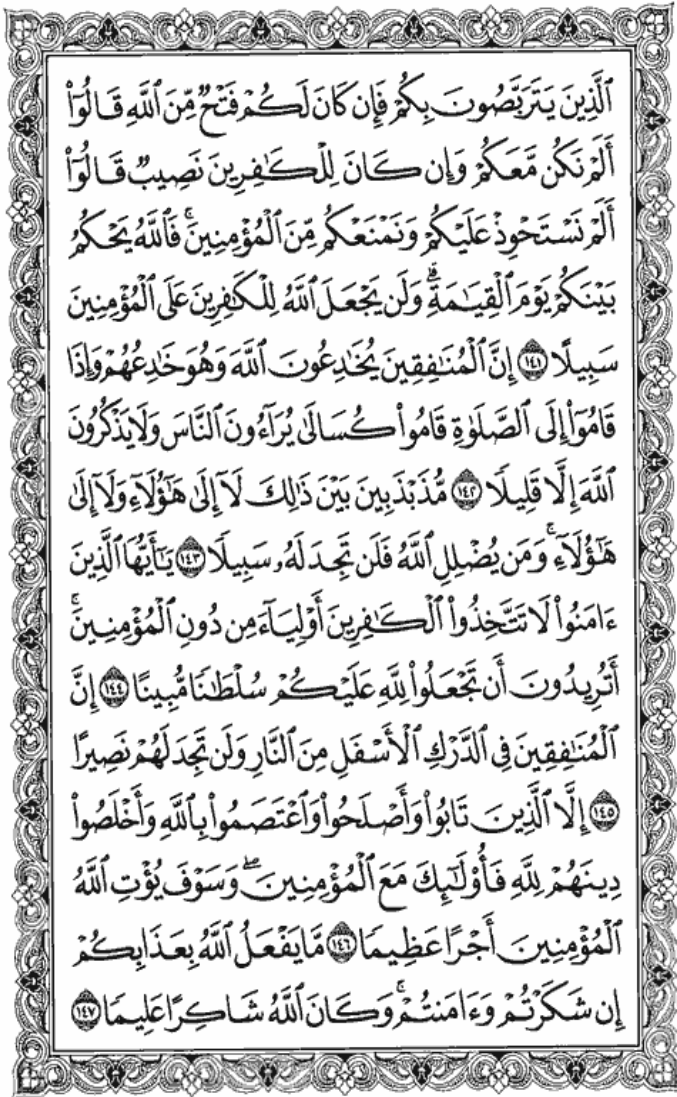 ٱلَّذِينَ يَتَرَبَّصُونَ بِكُمْ فَإِن كَانَ لَكُمْ فَتْحٌ مِّنَ ٱللَّهِ قَالُوٓا۟
أَلَمْ نَكُن مَّعَكُمْ وَإِن كَانَ لِلْكَـٰفِرِينَ نَصِيبٌ قَالُوٓا۟
أَلَمْ نَسْتَحْوِذْ عَلَيْكُمْ وَنَمْنَعْكُم مِّنَ ٱلْمُؤْمِنِينَ ۚ فَٱللَّهُ يَحْكُمُ
بَيْنَكُمْ يَوْمَ ٱلْقِيَـٰمَةِ ۗ وَلَن يَجْعَلَ ٱللَّهُ لِلْكَـٰفِرِينَ عَلَى ٱلْمُؤْمِنِينَ
سَبِيلًا ١٤١ إِنَّ ٱلْمُنَـٰفِقِينَ يُخَـٰدِعُونَ ٱللَّهَ وَهُوَ خَـٰدِعُهُمْ وَإِذَا
قَامُوٓا۟ إِلَى ٱلصَّلَوٰةِ قَامُوا۟ كُسَالَىٰ يُرَآءُونَ ٱلنَّاسَ وَلَا يَذْكُرُونَ
ٱللَّهَ إِلَّا قَلِيلًا ١٤٢ مُّذَبْذَبِينَ بَيْنَ ذَٰلِكَ لَآ إِلَىٰ هَـٰٓؤُلَآءِ وَلَآ إِلَىٰ
هَـٰٓؤُلَآءِ ۚ وَمَن يُضْلِلِ ٱللَّهُ فَلَن تَجِدَ لَهُۥ سَبِيلًا ١٤٣ يَـٰٓأَيُّهَا ٱلَّذِينَ
ءَامَنُوا۟ لَا تَتَّخِذُوا۟ ٱلْكَـٰفِرِينَ أَوْلِيَآءَ مِن دُونِ ٱلْمُؤْمِنِينَ ۚ
أَتُرِيدُونَ أَن تَجْعَلُوا۟ لِلَّهِ عَلَيْكُمْ سُلْطَـٰنًا مُّبِينًا ١٤٤ إِنَّ
ٱلْمُنَـٰفِقِينَ فِى ٱلدَّرْكِ ٱلْأَسْفَلِ مِنَ ٱلنَّارِ وَلَن تَجِدَ لَهُمْ نَصِيرًا
١٤٥ إِلَّا ٱلَّذِينَ تَابُوا۟ وَأَصْلَحُوا۟ وَٱعْتَصَمُوا۟ بِٱللَّهِ وَأَخْلَصُوا۟
دِينَهُمْ لِلَّهِ فَأُو۟لَـٰٓئِكَ مَعَ ٱلْمُؤْمِنِينَ ۖ وَسَوْفَ يُؤْتِ ٱللَّهُ
ٱلْمُؤْمِنِينَ أَجْرًا عَظِيمًا ١٤٦ مَّا يَفْعَلُ ٱللَّهُ بِعَذَابِكُمْ
إِن شَكَرْتُمْ وَءَامَنتُمْ ۚ وَكَانَ ٱللَّهُ شَاكِرًا عَلِيمًا ١٤٧